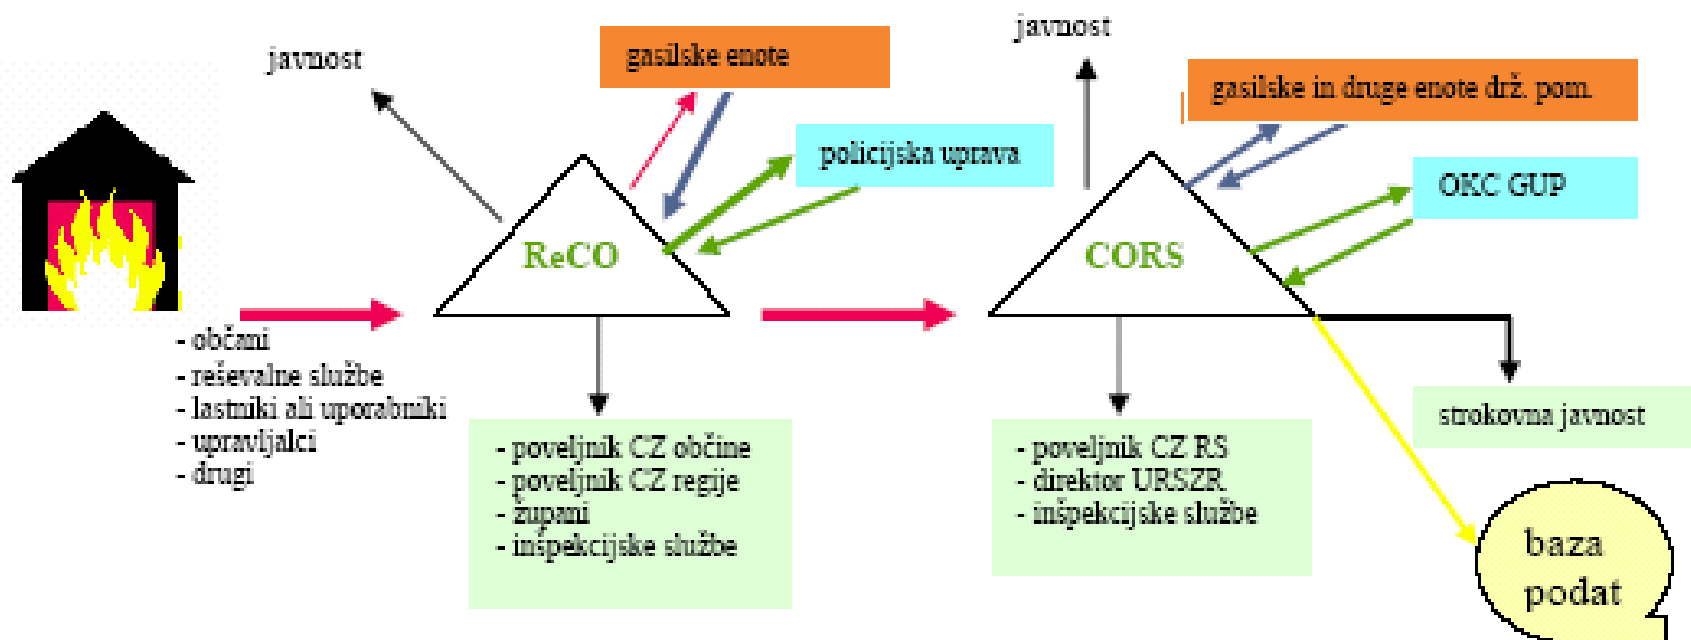 javnost
gasilske enote
policijska uprava
ReCO
- občani
- reševalne službe
- lastniki ali uporabniki
- upravljalci
- drugi
- poveljnik CZ občine
- poveljnik CZ regije
- župani
- inšpekcijske službe
javnost
gasilske in druge enote drž. pom.
OKC GUP
CORS
- poveljnik CZ RS
- direktor URSZR
- inšpekcijske službe
strokovna javnost
baza
podat